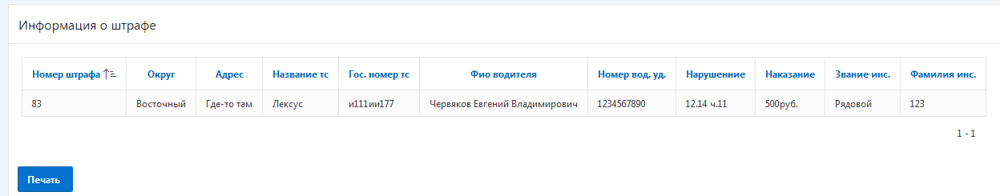 Информация о штрафе
Номер штрафа Округ Адрес Название тс Гос. номер тс Фио водителя Номер вод. уд. Нарушенние Наказание Звание инс. Фамилия инс.
83 Восточный Где-то там Лексус и111ии177 Червяков Евгений Владимирович 1234567890 12.14 ч.11 500руб. Рядовой 123
1 - 1
Печать